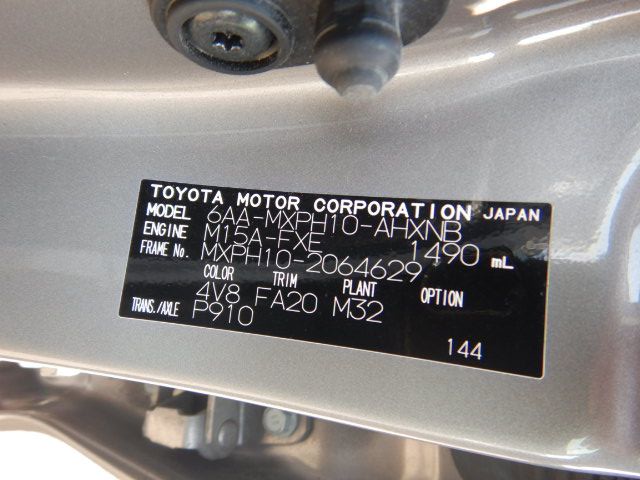 TOYOTA MOTOR CORPORATION JAPAN
MODEL 6AA-MXPH10-AHXNB
ENGINE M15A-FXE 1490 mL
FRAME No. MXPH10-2064629
COLOR TRIM PLANT OPTION
4V8 FA20 M32
TRANS./AXLE P910
144